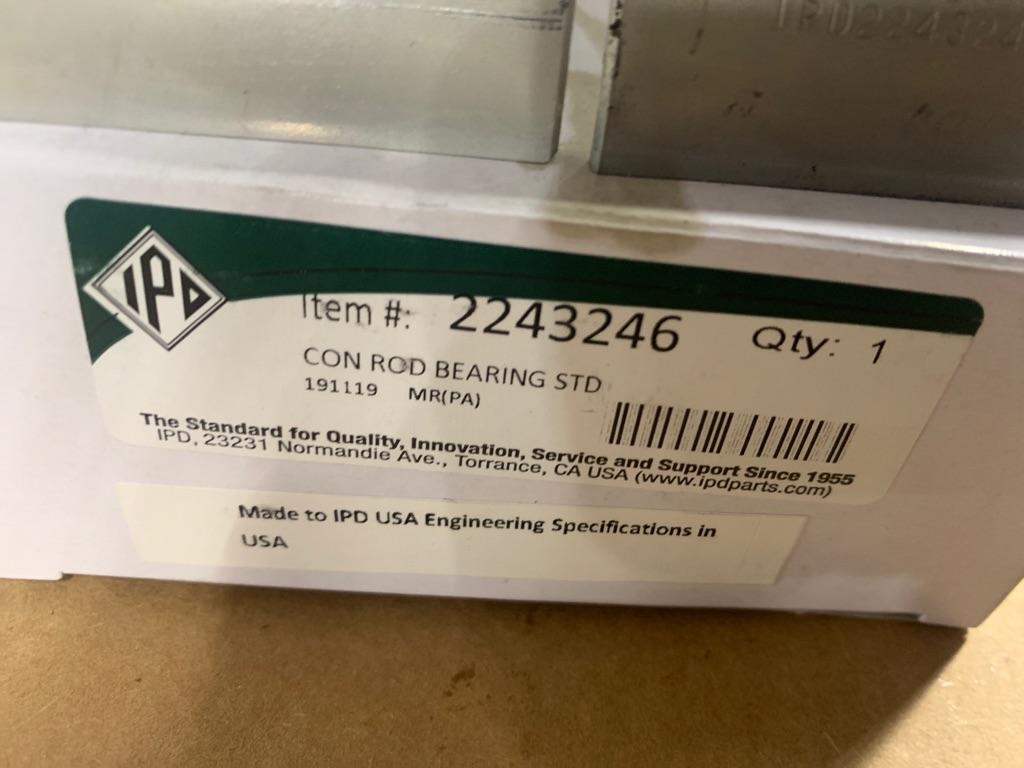 IPD224324
IPD
Item #: 2243246 Qty: 1
CON ROD BEARING STD
191119 MR(PA)
The Standard for Quality, Innovation, Service and Support Since 1955
IPD, 23231 Normandie Ave., Torrance, CA USA (www.ipdparts.com)
Made to IPD USA Engineering Specifications in
USA